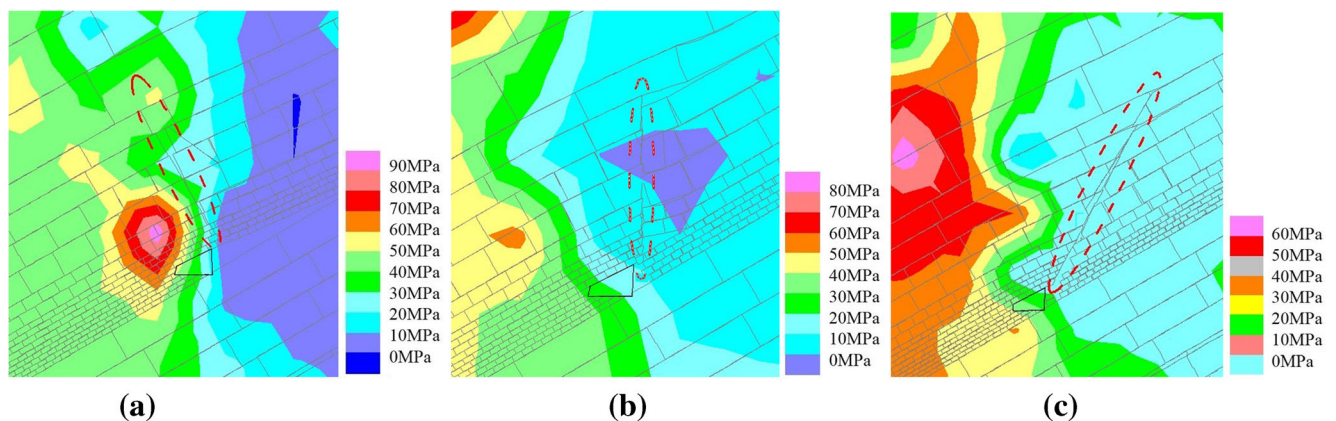 90MPa
80MPa
70MPa
60MPa
50MPa
40MPa
30MPa
20MPa
10MPa
0MPa
80MPa
70MPa
60MPa
50MPa
40MPa
30MPa
20MPa
10MPa
0MPa
60MPa
50MPa
40MPa
30MPa
20MPa
10MPa
0MPa
(a)
(b)
(c)